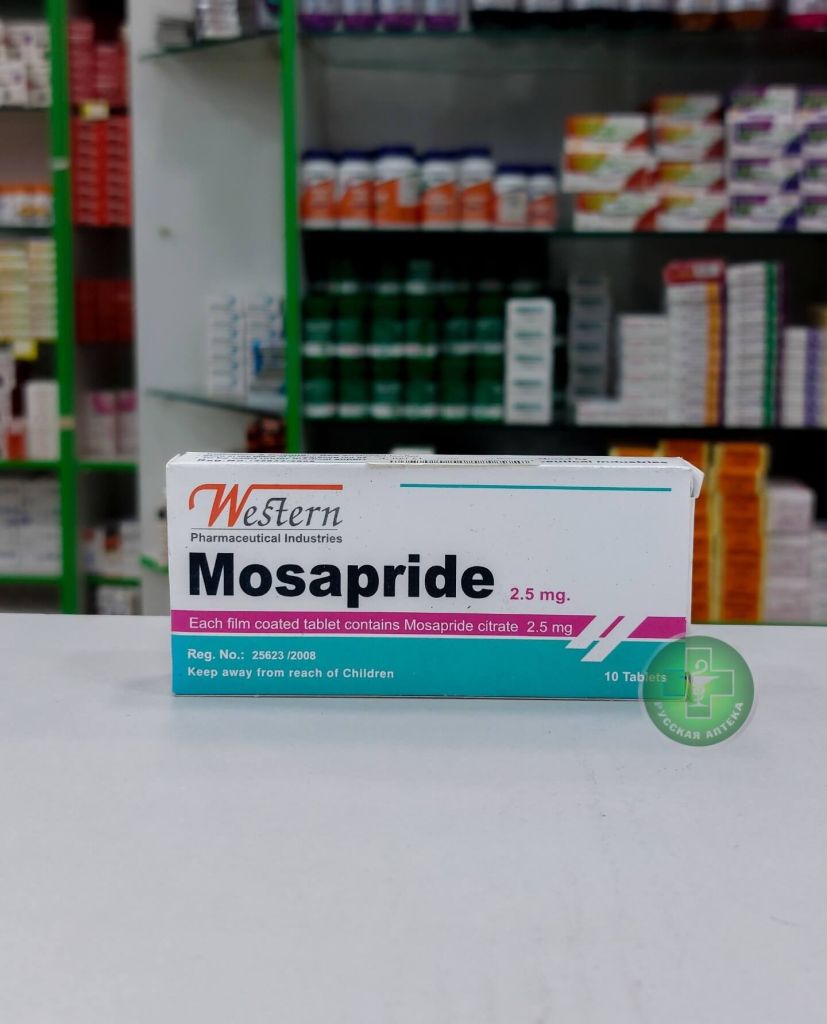 Western
Pharmaceutical Industries
Mosapride 2.5 mg.
Each film coated tablet contains Mosapride citrate 2.5 mg
Reg. No.: 25623 /2008
Keep away from reach of Children
10 Tablets
РУССКАЯ АПТЕКА